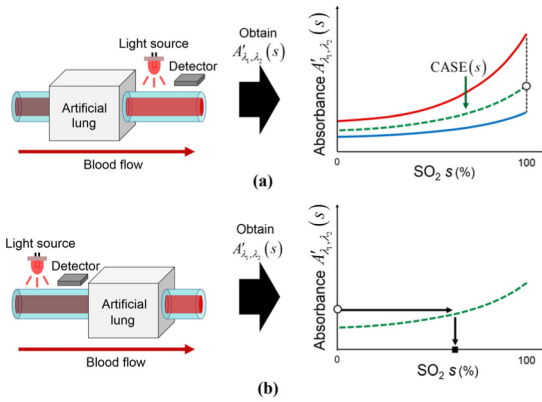 Light source
Detector
Artificial
lung
Blood flow
Obtain
A′λ₁,λ₂(s)
Absorbance A′λ₁,λ₂(s)
CASE(s)
0
100
SO₂ s (%)
(a)
Light source
Detector
Artificial
lung
Blood flow
Obtain
A′λ₁,λ₂(s)
Absorbance A′λ₁,λ₂(s)
0
100
SO₂ s (%)
(b)